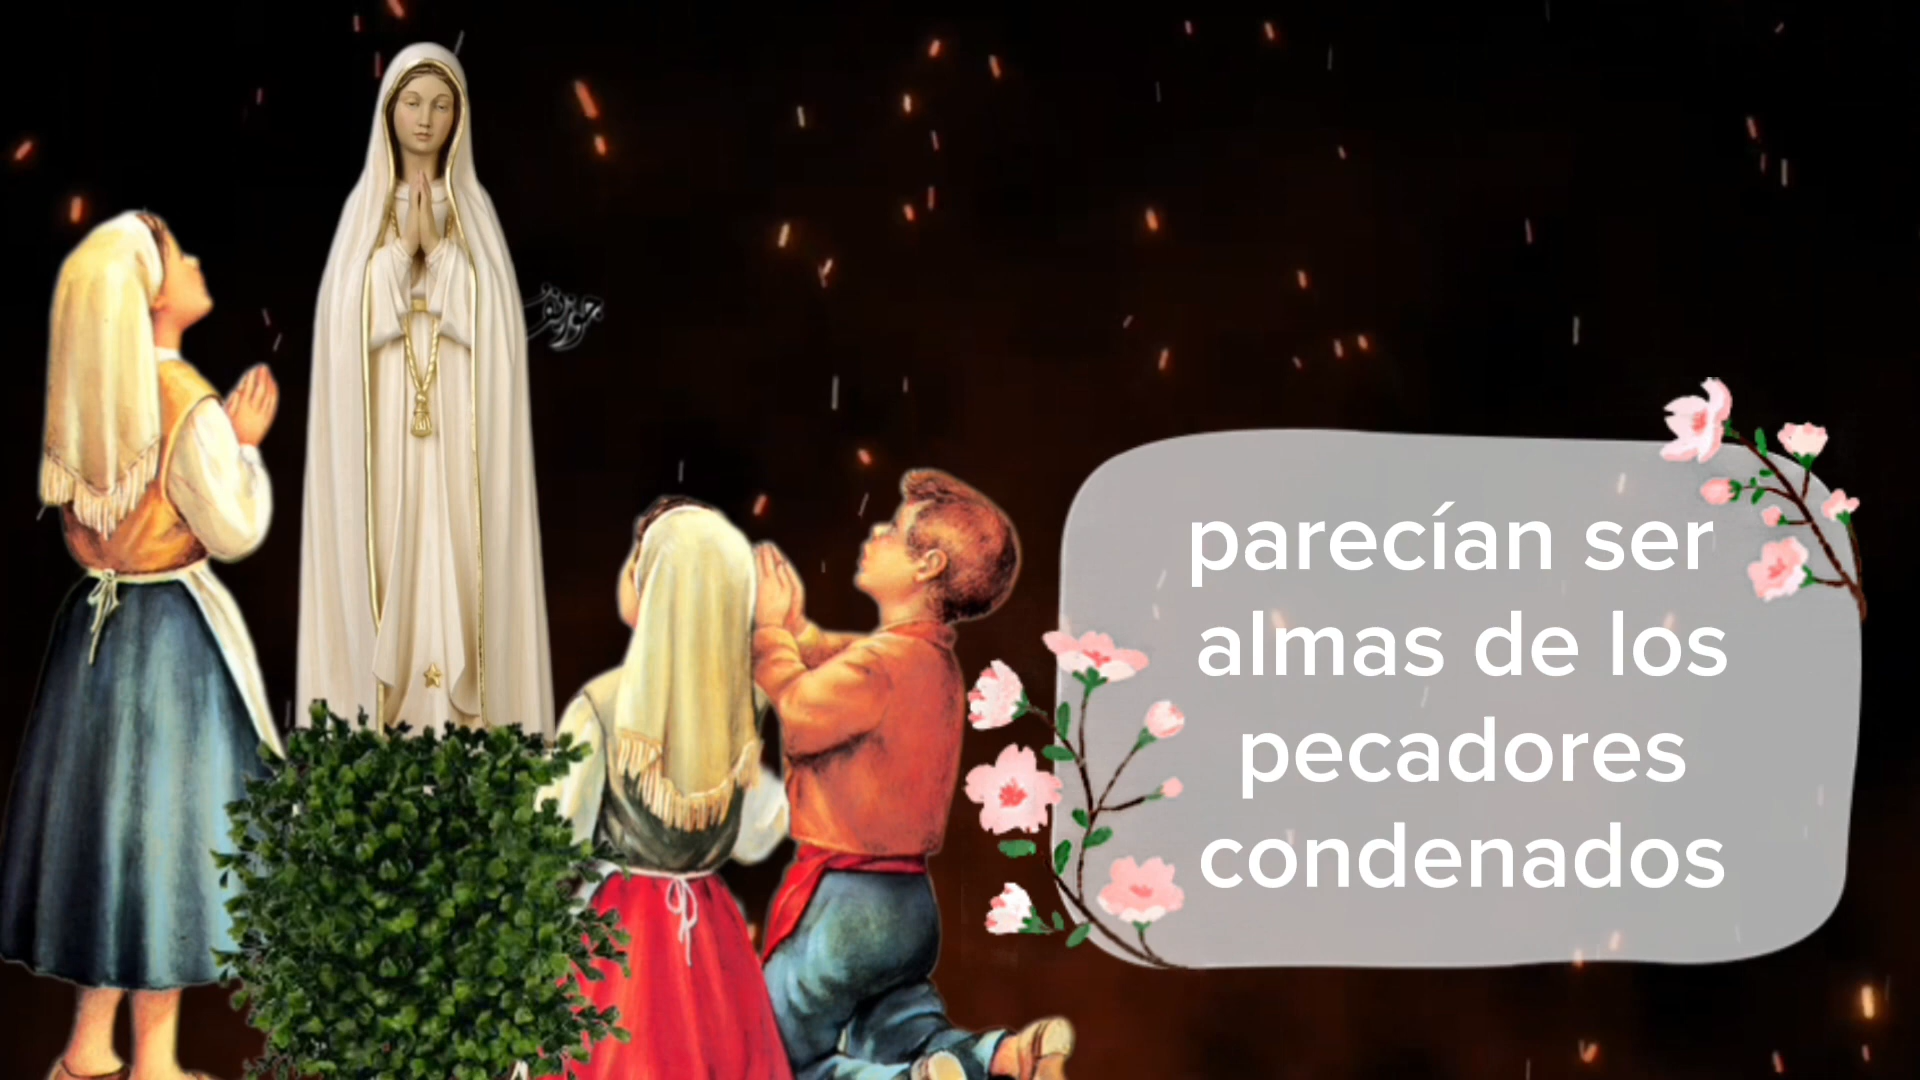 parecían ser
almas de los
pecadores
condenados